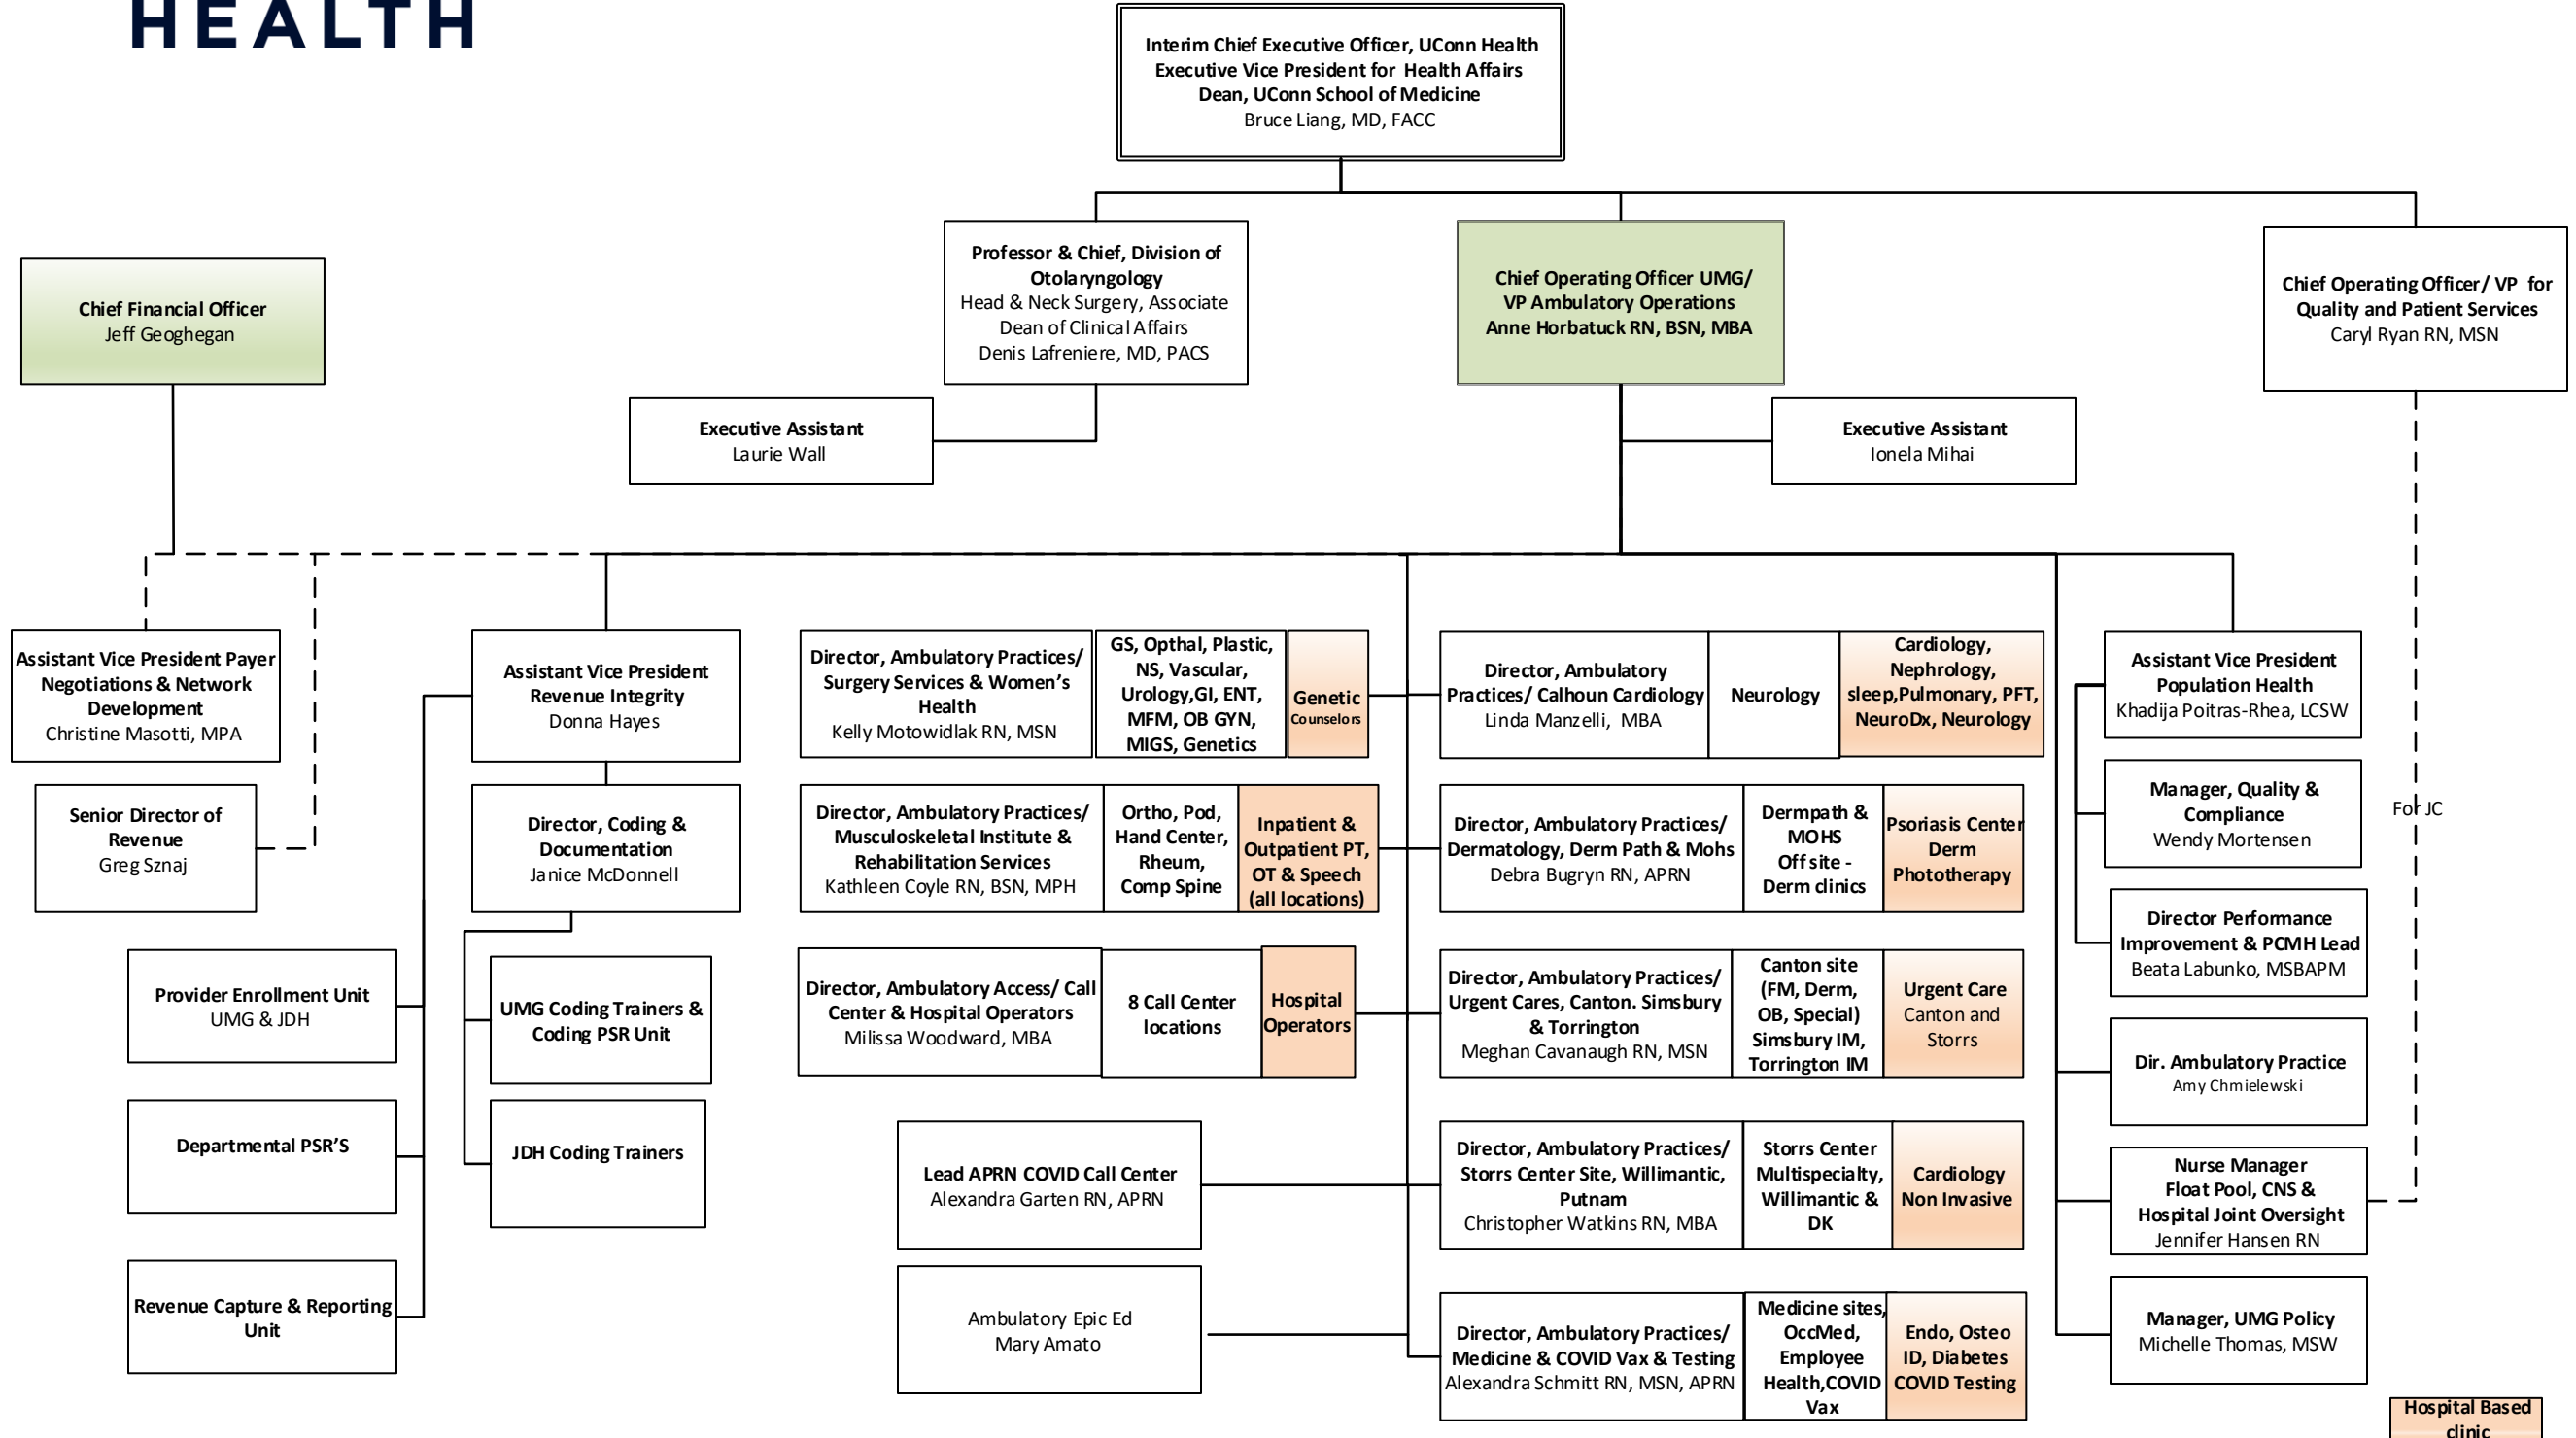 HEALTH
Interim Chief Executive Officer, UConn Health
Executive Vice President for Health Affairs
Dean, UConn School of Medicine
Bruce Liang, MD, FACC
Chief Financial Officer
Jeff Geoghegan
Professor & Chief, Division of
Otolaryngology
Head & Neck Surgery, Associate
Dean of Clinical Affairs
Denis Lafreniere, MD, PACS
Chief Operating Officer UMG/
VP Ambulatory Operations
Anne Horbatuck RN, BSN, MBA
Chief Operating Officer/ VP for
Quality and Patient Services
Caryl Ryan RN, MSN
Executive Assistant
Laurie Wall
Executive Assistant
Ionela Mihai
Assistant Vice President Payer
Negotiations & Network
Development
Christine Masotti, MPA
Senior Director of
Revenue
Greg Sznaj
Assistant Vice President
Revenue Integrity
Donna Hayes
Director, Coding &
Documentation
Janice McDonnell
Provider Enrollment Unit
UMG & JDH
Departmental PSR’S
Revenue Capture & Reporting
Unit
UMG Coding Trainers &
Coding PSR Unit
JDH Coding Trainers
Director, Ambulatory Practices/
Surgery Services & Women’s
Health
Kelly Motowidlak RN, MSN
GS, Opthal, Plastic,
NS, Vascular,
Urology,GI, ENT,
MFM, OB GYN,
MIGS, Genetics
Genetic
Counselors
Director, Ambulatory Practices/
Musculoskeletal Institute &
Rehabilitation Services
Kathleen Coyle RN, BSN, MPH
Ortho, Pod,
Hand Center,
Rheum,
Comp Spine
Inpatient &
Outpatient PT,
OT & Speech
(all locations)
Director, Ambulatory Access/ Call
Center & Hospital Operators
Milissa Woodward, MBA
8 Call Center
locations
Hospital
Operators
Lead APRN COVID Call Center
Alexandra Garten RN, APRN
Ambulatory Epic Ed
Mary Amato
Director, Ambulatory
Practices/ Calhoun Cardiology
Linda Manzelli, MBA
Neurology
Cardiology,
Nephrology,
sleep,Pulmonary, PFT,
NeuroDx, Neurology
Director, Ambulatory Practices/
Dermatology, Derm Path & Mohs
Debra Bugryn RN, APRN
Dermpath &
MOHS
Off site -
Derm clinics
Psoriasis Center
Derm
Phototherapy
Director, Ambulatory Practices/
Urgent Cares, Canton. Simsbury
& Torrington
Meghan Cavanaugh RN, MSN
Canton site
(FM, Derm,
OB, Special)
Simsbury IM,
Torrington IM
Urgent Care
Canton and
Storrs
Director, Ambulatory Practices/
Storrs Center Site, Willimantic,
Putnam
Christopher Watkins RN, MBA
Storrs Center
Multispecialty,
Willimantic &
DK
Cardiology
Non Invasive
Director, Ambulatory Practices/
Medicine & COVID Vax & Testing
Alexandra Schmitt RN, MSN, APRN
Medicine sites,
OccMed,
Employee
Health,COVID
Vax
Endo, Osteo
ID, Diabetes
COVID Testing
Assistant Vice President
Population Health
Khadija Poitras-Rhea, LCSW
Manager, Quality &
Compliance
Wendy Mortensen
Director Performance
Improvement & PCMH Lead
Beata Labunko, MSBAPM
Dir. Ambulatory Practice
Amy Chmielewski
Nurse Manager
Float Pool, CNS &
Hospital Joint Oversight
Jennifer Hansen RN
Manager, UMG Policy
Michelle Thomas, MSW
For JC
Hospital Based
clinic